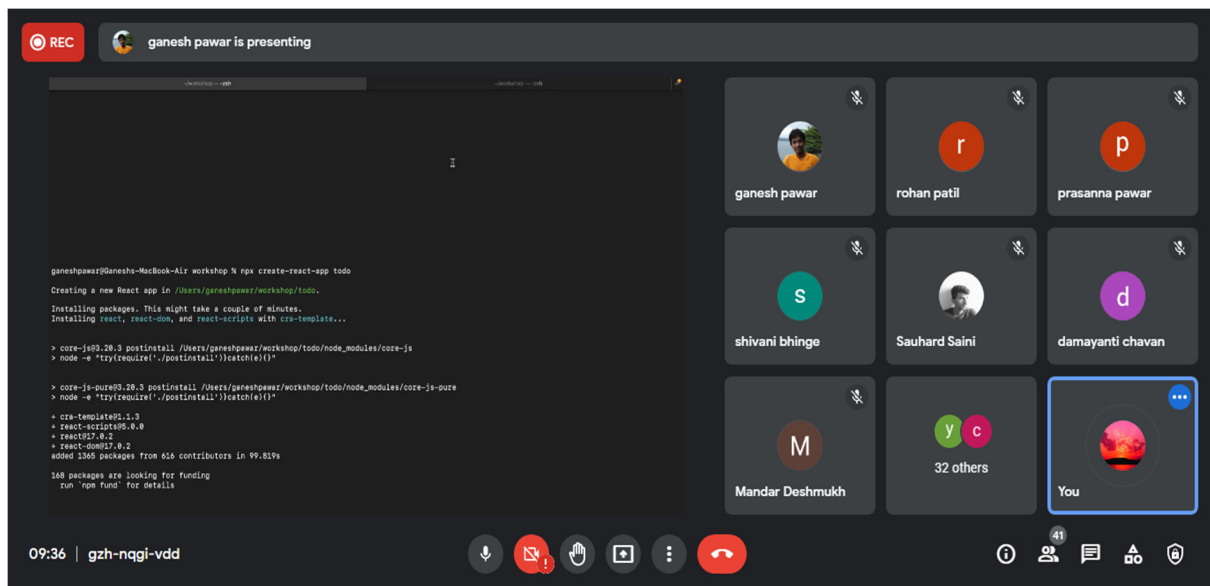 REC
ganesh pawar is presenting
~/workshop — -zsh
~/workshop — -zsh
ganeshpawar@Ganeshs-MacBook-Air workshop % npx create-react-app todo
Creating a new React app in /Users/ganeshpawar/workshop/todo.
Installing packages. This might take a couple of minutes.
Installing react, react-dom, and react-scripts with cra-template...
> core-js@3.20.3 postinstall /Users/ganeshpawar/workshop/todo/node_modules/core-js
> node -e "try{require('./postinstall')}catch(e){}"
> core-js-pure@3.20.3 postinstall /Users/ganeshpawar/workshop/todo/node_modules/core-js-pure
> node -e "try{require('./postinstall')}catch(e){}"
+ cra-template@1.1.3
+ react-scripts@5.0.0
+ react@17.0.2
+ react-dom@17.0.2
added 1365 packages from 616 contributors in 99.819s
168 packages are looking for funding
run `npm fund` for details
ganesh pawar
r
rohan patil
p
prasanna pawar
s
shivani bhinge
Sauhard Saini
d
damayanti chavan
M
Mandar Deshmukh
y c
32 others
You
09:36 | gzh-nqgi-vdd
!
41